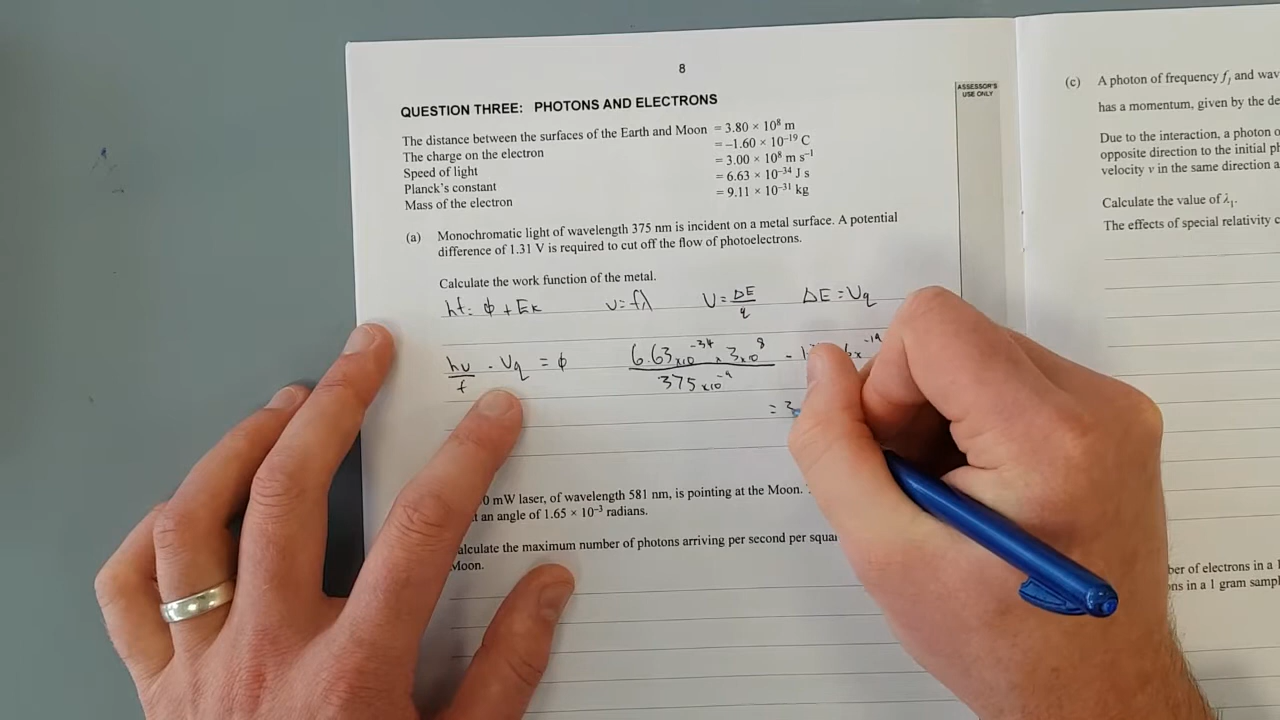 8
QUESTION THREE: PHOTONS AND ELECTRONS
ASSESSOR'S
USE ONLY
The distance between the surfaces of the Earth and Moon = 3.80 × 10⁸ m
The charge on the electron = –1.60 × 10⁻¹⁹ C
Speed of light = 3.00 × 10⁸ m s⁻¹
Planck's constant = 6.63 × 10⁻³⁴ J s
Mass of the electron = 9.11 × 10⁻³¹ kg
(a) Monochromatic light of wavelength 375 nm is incident on a metal surface. A potential
difference of 1.31 V is required to cut off the flow of photoelectrons.
Calculate the work function of the metal.
hf = ϕ + Eₖ v = fλ V = ΔE/q ΔE = Vq
hv/f - Vq = ϕ 6.63×10⁻³⁴ × 3×10⁸ / 375×10⁻⁹ - 1.
= 3
0 mW laser, of wavelength 581 nm, is pointing at the Moon.
an angle of 1.65 × 10⁻³ radians.
alculate the maximum number of photons arriving per second per squa
Moon.
(c) A photon of frequency f₁ and wav
has a momentum, given by the de
Due to the interaction, a photon o
opposite direction to the initial ph
velocity v in the same direction a
Calculate the value of λ₁.
The effects of special relativity c
ber of electrons in a 1
ns in a 1 gram sampl